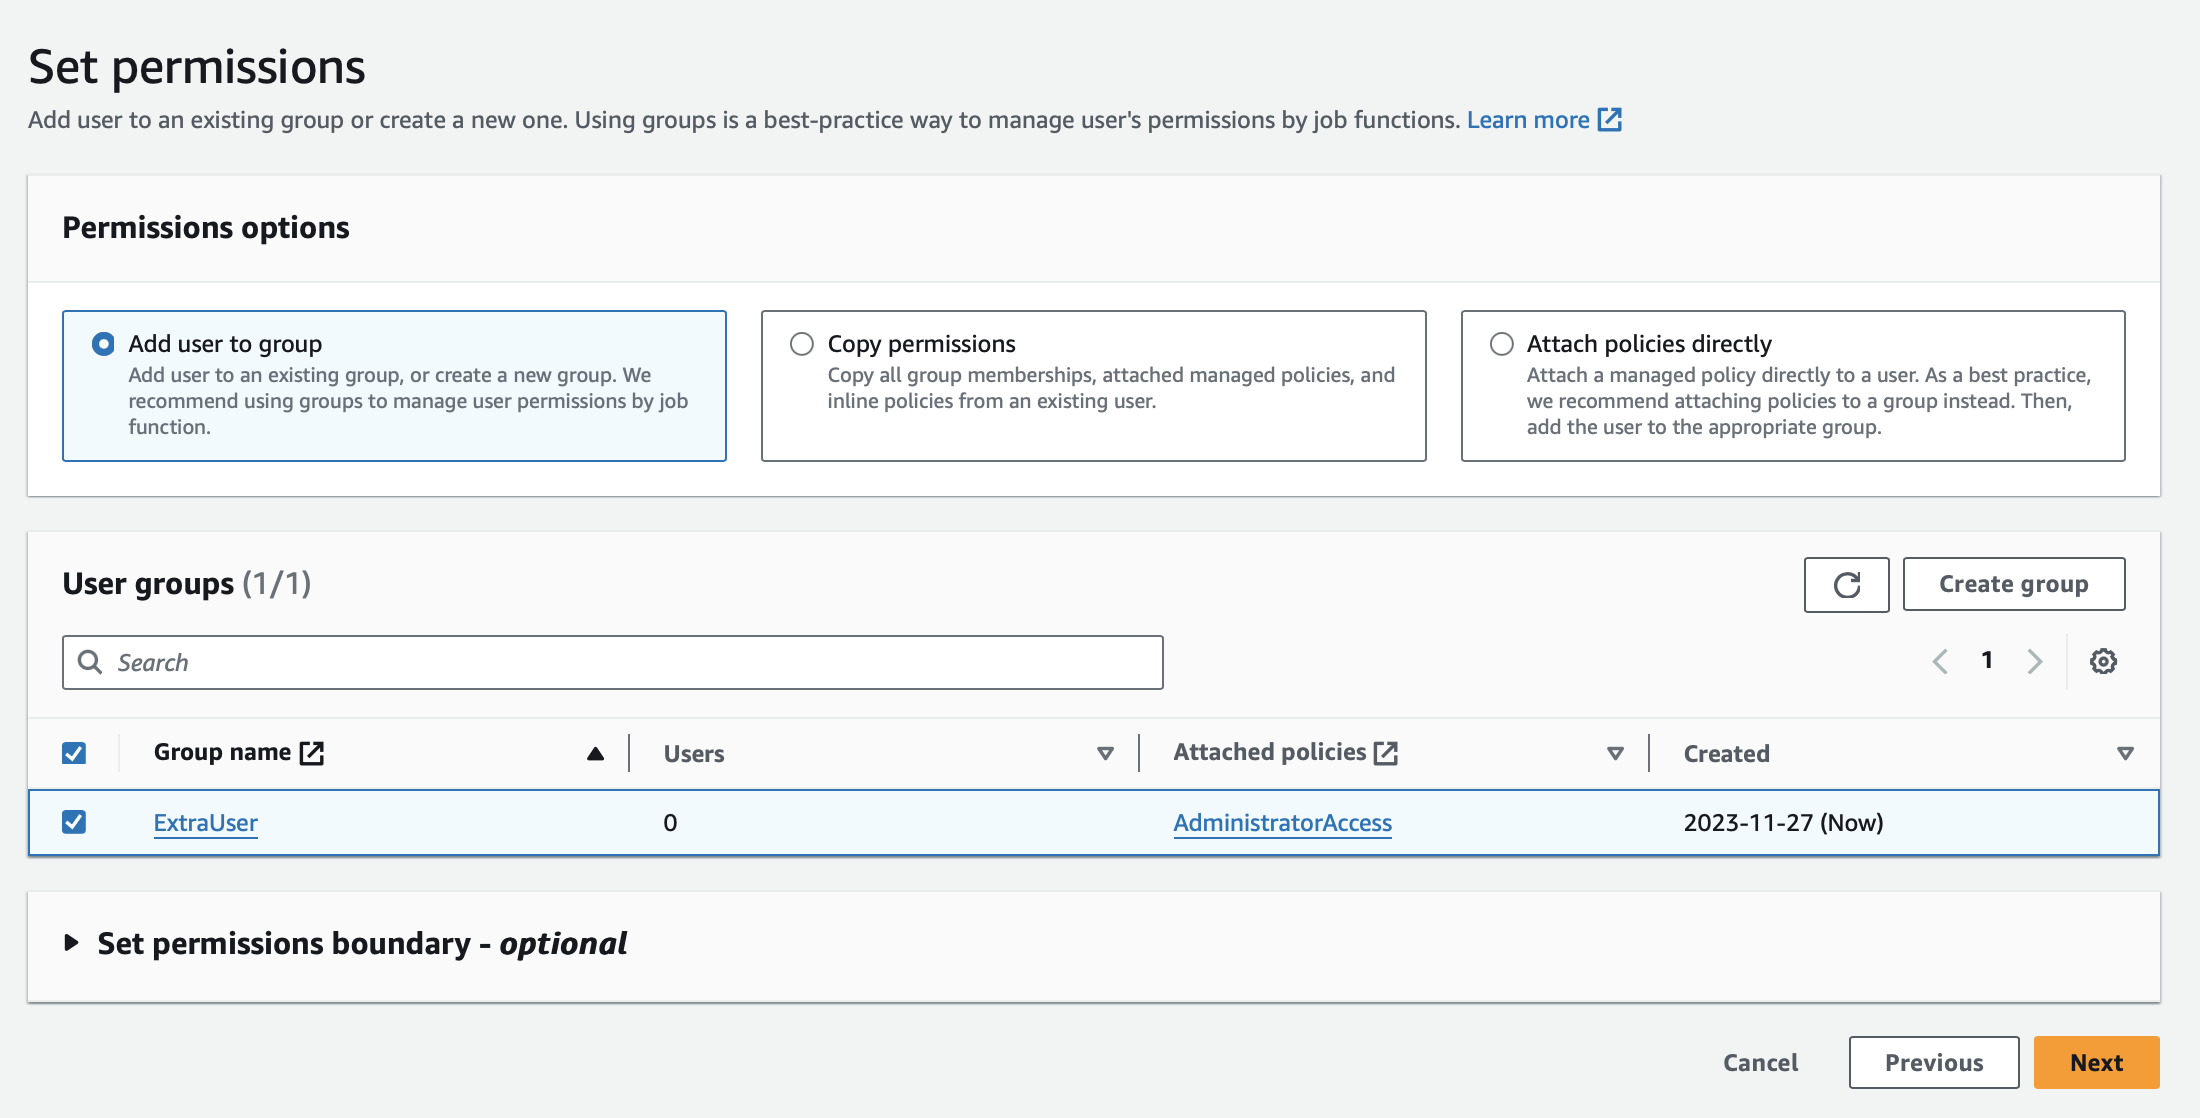 Set permissions
Add user to an existing group or create a new one. Using groups is a best-practice way to manage user's permissions by job functions. Learn more
Permissions options
Add user to group
Add user to an existing group, or create a new group. We
recommend using groups to manage user permissions by job
function.
Copy permissions
Copy all group memberships, attached managed policies, and
inline policies from an existing user.
Attach policies directly
Attach a managed policy directly to a user. As a best practice,
we recommend attaching policies to a group instead. Then,
add the user to the appropriate group.
User groups (1/1)
Create group
Search
1
Group name Users Attached policies Created
ExtraUser 0 AdministratorAccess 2023-11-27 (Now)
Set permissions boundary - optional
Cancel Previous Next